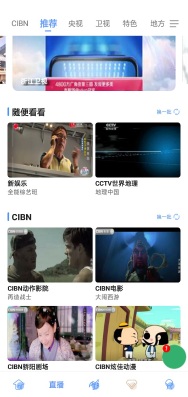 CIBN 推荐 央视 卫视 特色 地方
随便看看
换一批
新娱乐
全能综艺班
CCTV世界地理
地理中国
CIBN
换一批
CIBN动作影院
再造战士
CIBN电影
大闹西游
CIBN新阳剧场
CIBN炫佳动漫
1
直播